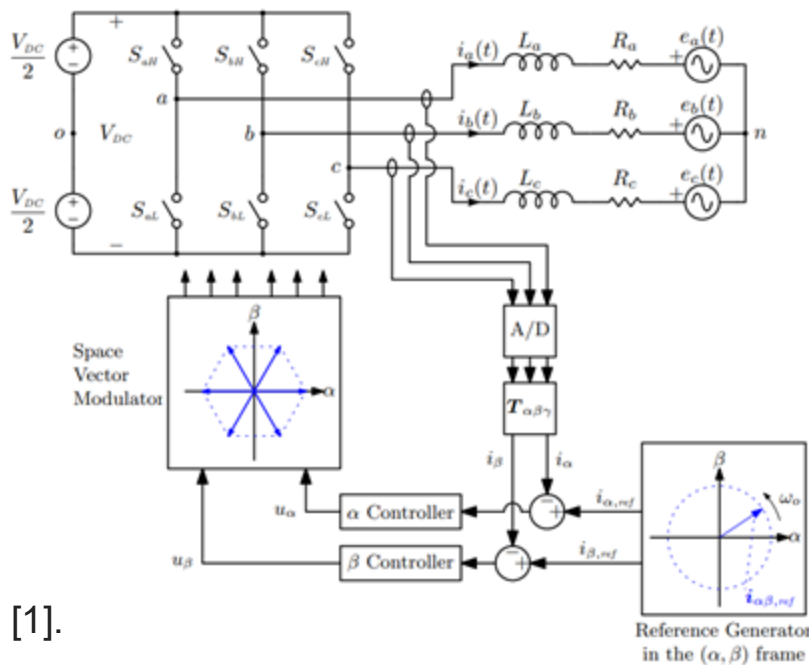 V_DC/2
+
S_aH
S_bH
S_cH
i_a(t)
L_a
R_a
+
e_a(t)
a
o
V_DC
b
i_b(t)
L_b
R_b
+
e_b(t)
n
c
V_DC/2
S_aL
S_bL
S_cL
i_c(t)
L_c
R_c
+
e_c(t)
−
Space
Vector
Modulator
β
α
A/D
T_αβγ
i_β
i_α
u_α
α Controller
−
+
i_α,ref
u_β
β Controller
−
+
i_β,ref
β
ω_o
α
i_αβ,ref
Reference Generator
in the (α, β) frame
[1].